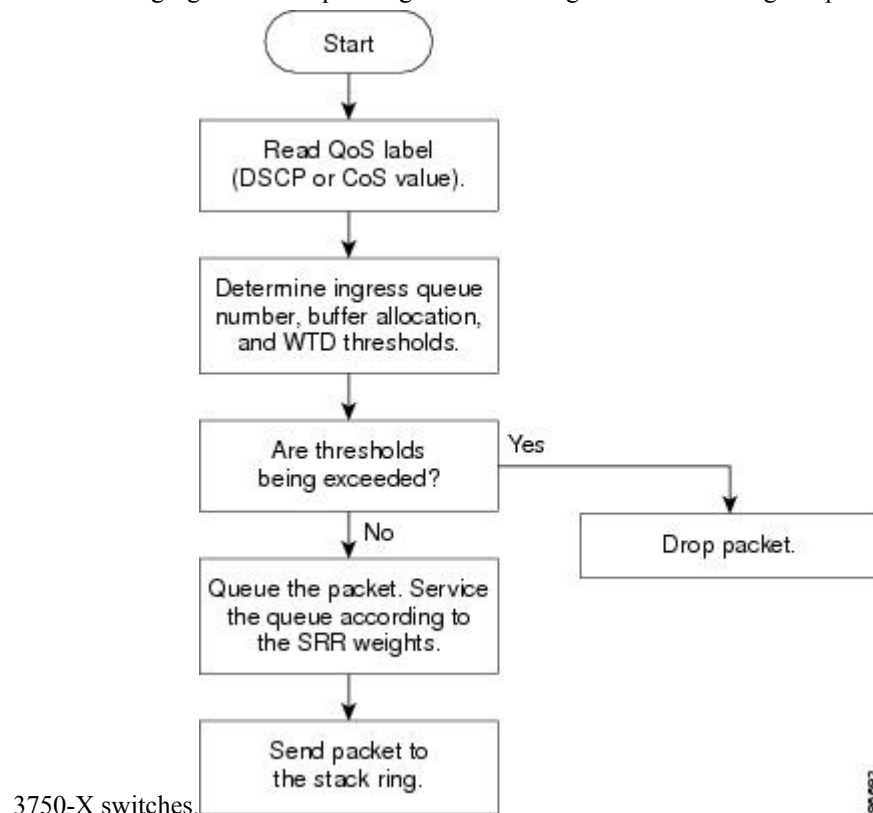 Start
Read QoS label
(DSCP or CoS value).
Determine ingress queue
number, buffer allocation,
and WTD thresholds.
Are thresholds
being exceeded?
Yes
No
Drop packet.
Queue the packet. Service
the queue according to
the SRR weights.
Send packet to
the stack ring.
3750-X switches.